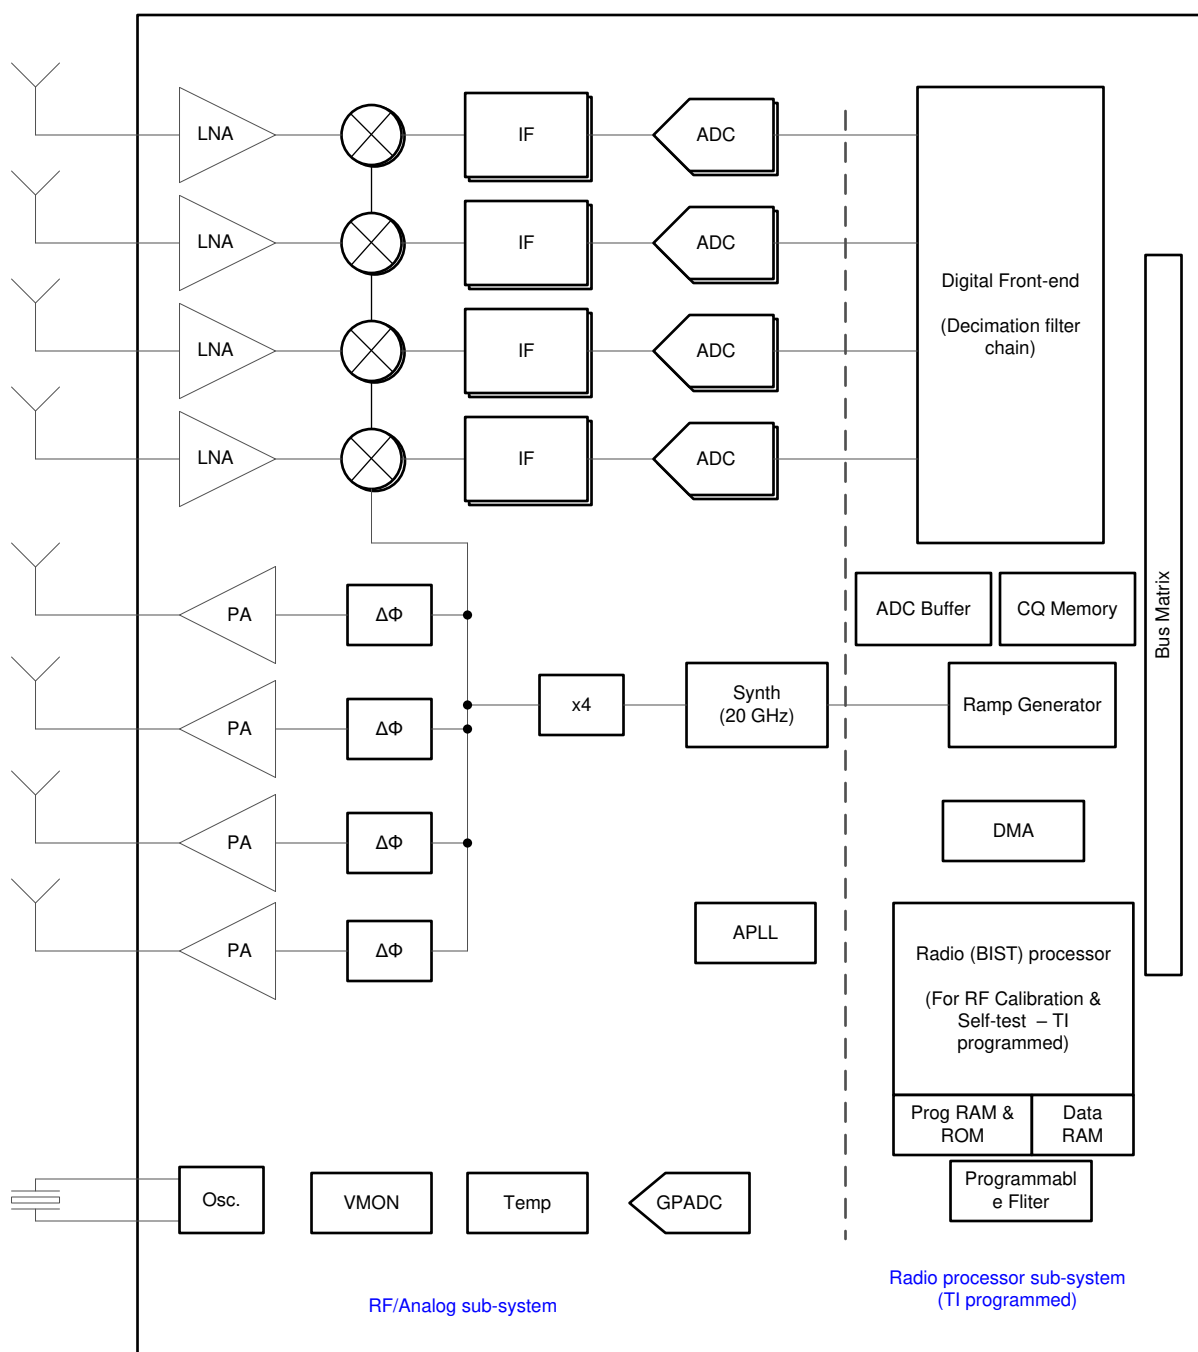 LNA
IF
ADC
LNA
IF
ADC
LNA
IF
ADC
LNA
IF
ADC
Digital Front-end
(Decimation filter
chain)
PA
ΔΦ
PA
ΔΦ
PA
ΔΦ
PA
ΔΦ
x4
Synth
(20 GHz)
ADC Buffer
CQ Memory
Ramp Generator
DMA
Bus Matrix
APLL
Radio (BIST) processor
(For RF Calibration &
Self-test – TI
programmed)
Prog RAM &
ROM
Data
RAM
Programmabl
e Fliter
Osc.
VMON
Temp
GPADC
RF/Analog sub-system
Radio processor sub-system
(TI programmed)